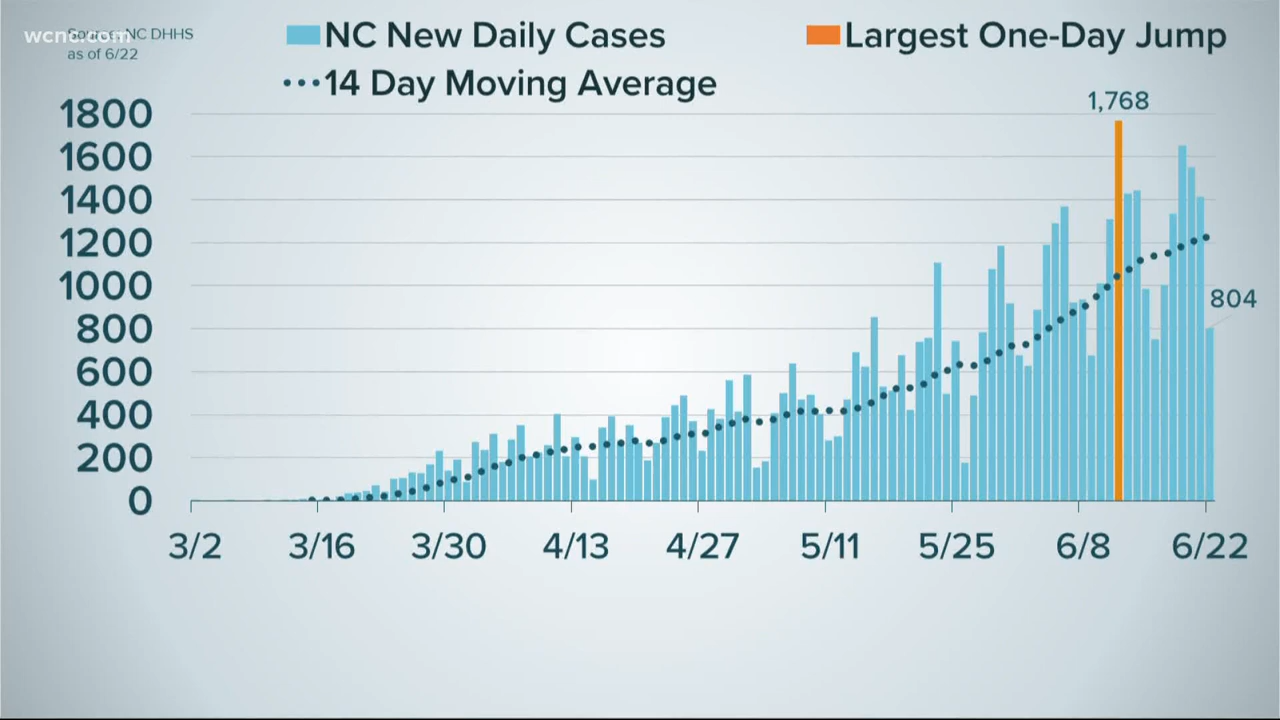 wcnc.com
Source: NC DHHS
as of 6/22
NC New Daily Cases
Largest One-Day Jump
14 Day Moving Average
1,768
1800
1600
1400
1200
1000
804
800
600
400
200
0
3/2 3/16 3/30 4/13 4/27 5/11 5/25 6/8 6/22